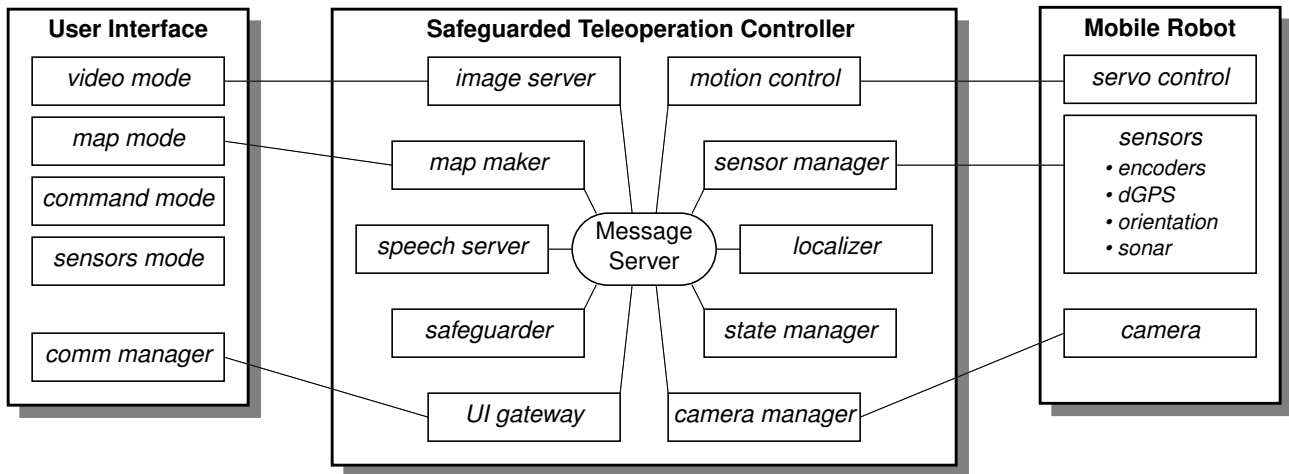 User Interface
video mode
map mode
command mode
sensors mode
comm manager
Safeguarded Teleoperation Controller
image server
motion control
map maker
sensor manager
speech server
Message
Server
localizer
safeguarder
state manager
UI gateway
camera manager
Mobile Robot
servo control
sensors
• encoders
• dGPS
• orientation
• sonar
camera